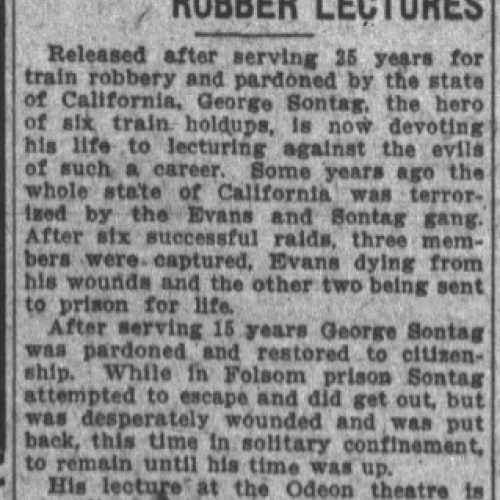 ROBBER LECTURES
Released after serving 25 years for
train robbery and pardoned by the state
of California, George Sontag, the hero
of six train holdups, is now devoting
his life to lecturing against the evils
of such a career. Some years ago the
whole state of California was terror-
ized by the Evans and Sontag gang.
After six successful raids, three mem-
bers were captured, Evans dying from
his wounds and the other two being sent
to prison for life.
After serving 15 years George Sontag
was pardoned and restored to citizen-
ship. While in Folsom prison Sontag
attempted to escape and did get out, but
was desperately wounded and was put
back, this time in solitary confinement,
to remain until his time was up.
His lecture at the Odeon theatre is